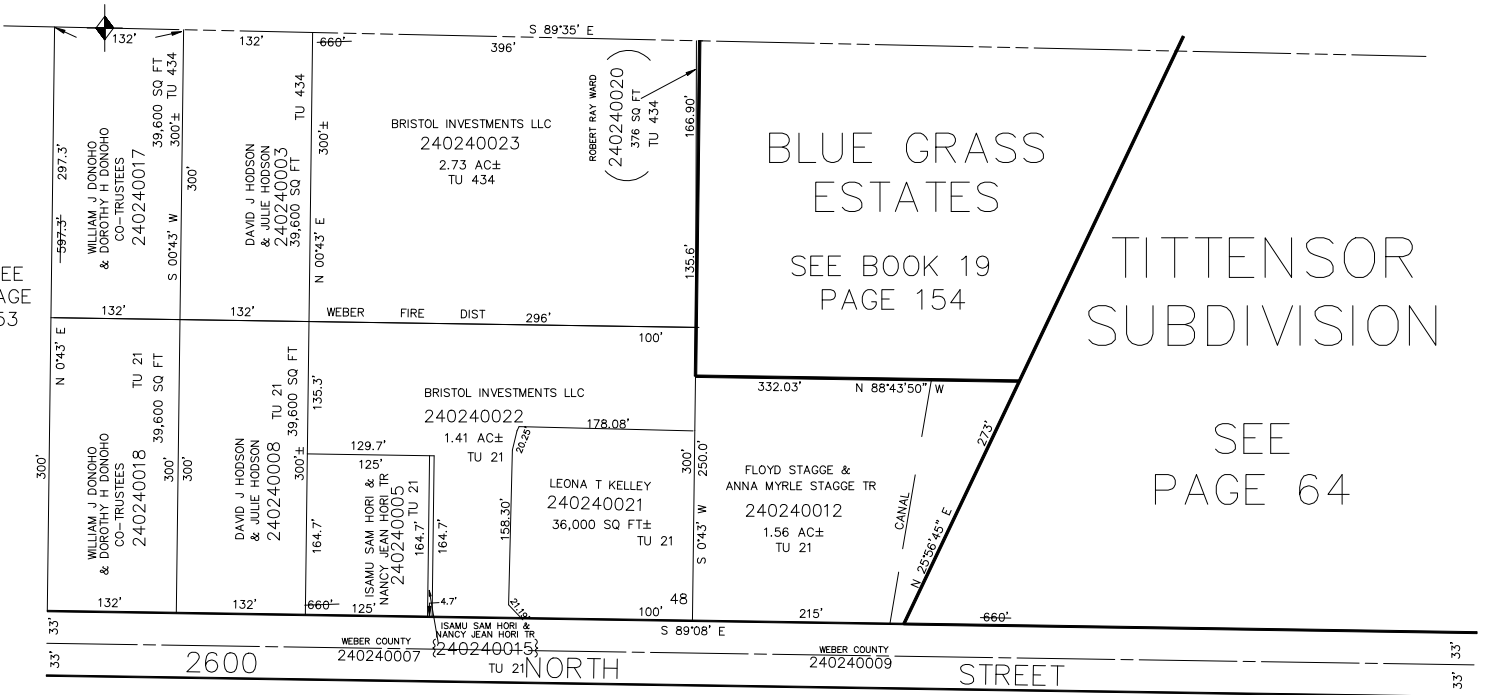 S 89°35' E
132'
132'
660'
396'
297.3'
597.3'
WILLIAM J DONOHO
& DOROTHY H DONOHO
CO-TRUSTEES
240240017
39,600 SQ FT
300'± TU 434
S 00°43' W
300'
DAVID J HODSON
& JULIE HODSON
240240003
39,600 SQ FT
TU 434
300'±
N 00°43' E
BRISTOL INVESTMENTS LLC
240240023
2.73 AC±
TU 434
ROBERT RAY WARD
240240020
376 SQ FT
TU 434
166.90'
135.6'
BLUE GRASS
ESTATES
SEE BOOK 19
PAGE 154
TITTENSOR
SUBDIVISION
SEE
PAGE 64
EE
AGE
53
132'
132'
WEBER FIRE DIST
296'
100'
N 0°43' E
300'
WILLIAM J DONOHO
& DOROTHY H DONOHO
CO-TRUSTEES
240240018
TU 21
39,600 SQ FT
300'
300'
DAVID J HODSON
& JULIE HODSON
240240008
TU 21
39,600 SQ FT
300'±
135.3'
164.7'
BRISTOL INVESTMENTS LLC
240240022
1.41 AC±
TU 21
129.7'
125'
ISAMU SAM HORI &
NANCY JEAN HORI TR
240240005
TU 21
164.7'
164.7'
178.08'
20.25'
158.30'
21.19'
LEONA T KELLEY
240240021
36,000 SQ FT±
TU 21
300'
250.0'
S 0°43' W
332.03'
N 88°43'50" W
FLOYD STAGGE &
ANNA MYRLE STAGGE TR
240240012
1.56 AC±
TU 21
CANAL
273'
N 25°56'45" E
132'
132'
660'
125'
4.7'
100'
48
215'
660'
S 89°08' E
33'
33'
ISAMU SAM HORI &
NANCY JEAN HORI TR
240240015
TU 21
WEBER COUNTY
240240007
WEBER COUNTY
240240009
2600 NORTH STREET
33'
33'